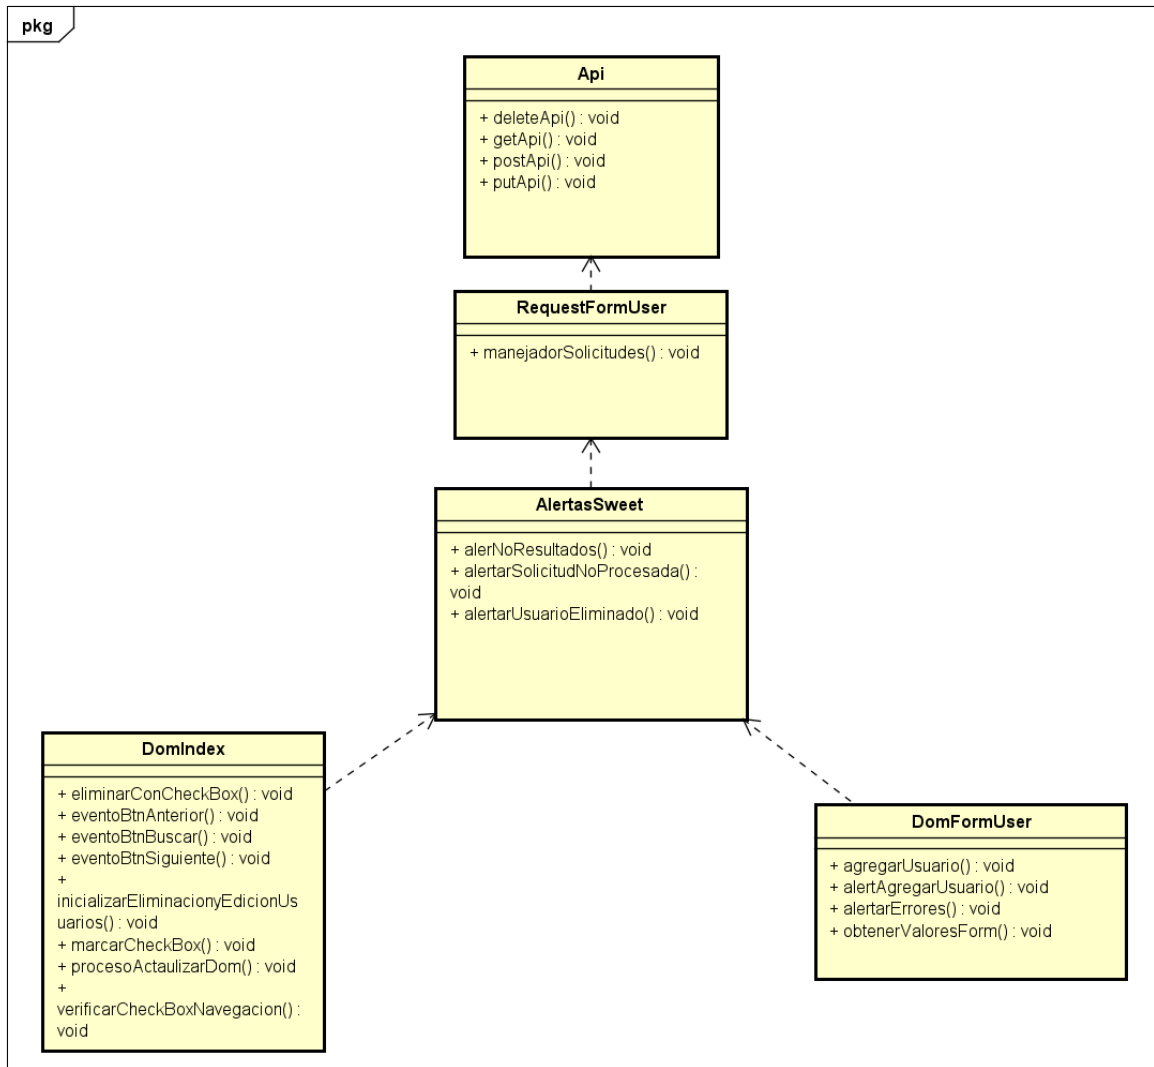 pkg
Api
+ deleteApi() : void
+ getApi() : void
+ postApi() : void
+ putApi() : void
RequestFormUser
+ manejadorSolicitudes() : void
AlertasSweet
+ alerNoResultados() : void
+ alertarSolicitudNoProcesada() :
void
+ alertarUsuarioEliminado() : void
DomIndex
+ eliminarConCheckBox() : void
+ eventoBtnAnterior() : void
+ eventoBtnBuscar() : void
+ eventoBtnSiguiente() : void
+
inicializarEliminacionyEdicionUs
uarios() : void
+ marcarCheckBox() : void
+ procesoActaulizarDom() : void
+
verificarCheckBoxNavegacion() :
void
DomFormUser
+ agregarUsuario() : void
+ alertAgregarUsuario() : void
+ alertarErrores() : void
+ obtenerValoresForm() : void